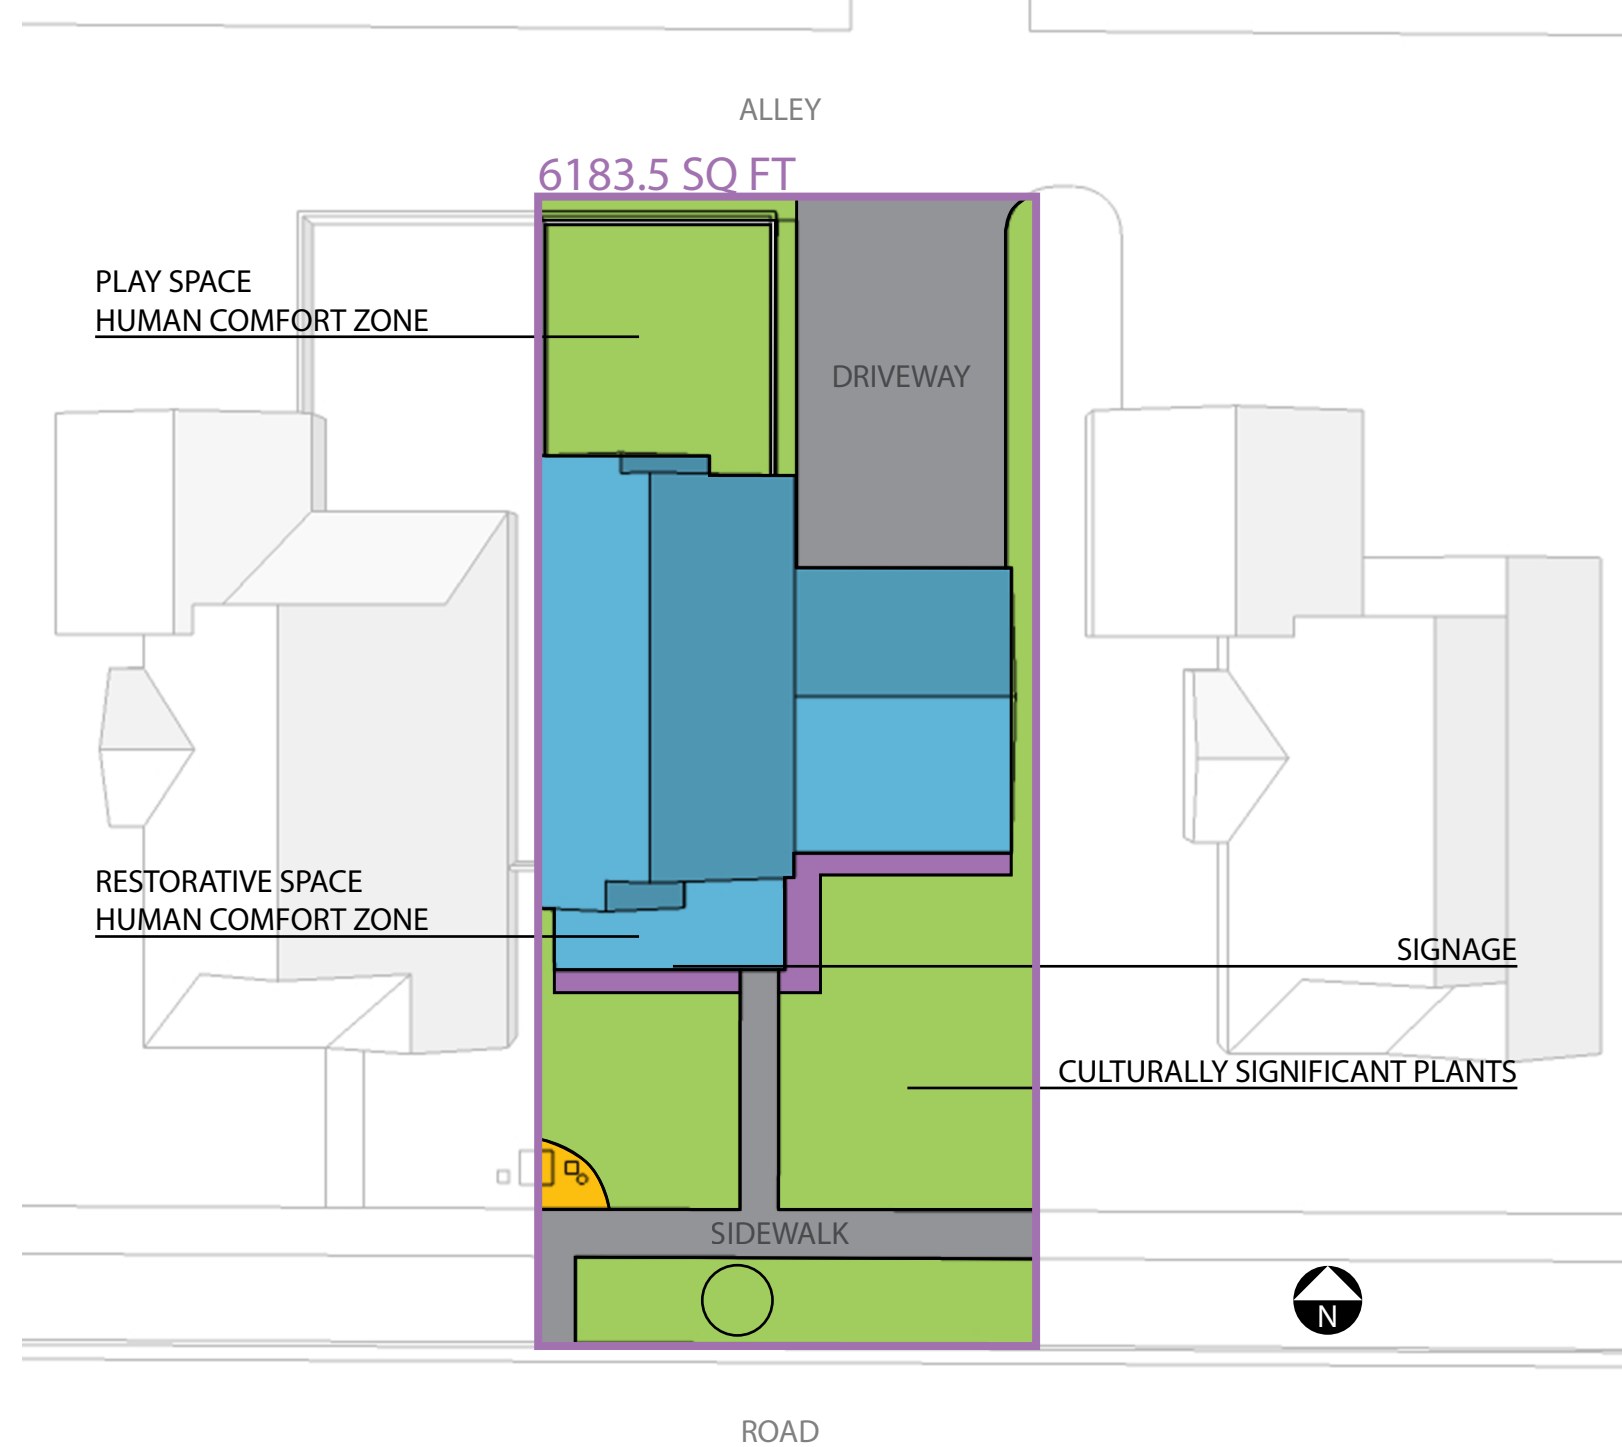 ALLEY
6183.5 SQ FT
PLAY SPACE
HUMAN COMFORT ZONE
DRIVEWAY
RESTORATIVE SPACE
HUMAN COMFORT ZONE
SIGNAGE
CULTURALLY SIGNIFICANT PLANTS
SIDEWALK
N
ROAD